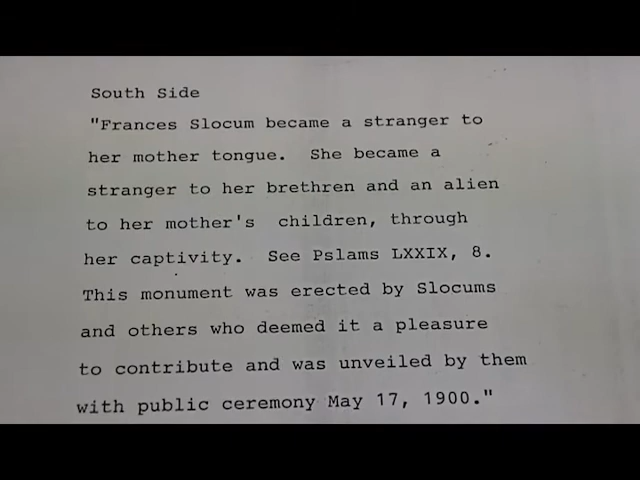 South Side
"Frances Slocum became a stranger to
her mother tongue.  She became a
stranger to her brethren and an alien
to her mother's  children, through
her captivity.  See Pslams LXXIX, 8.
This monument was erected by Slocums
and others who deemed it a pleasure
to contribute and was unveiled by them
with public ceremony May 17, 1900."